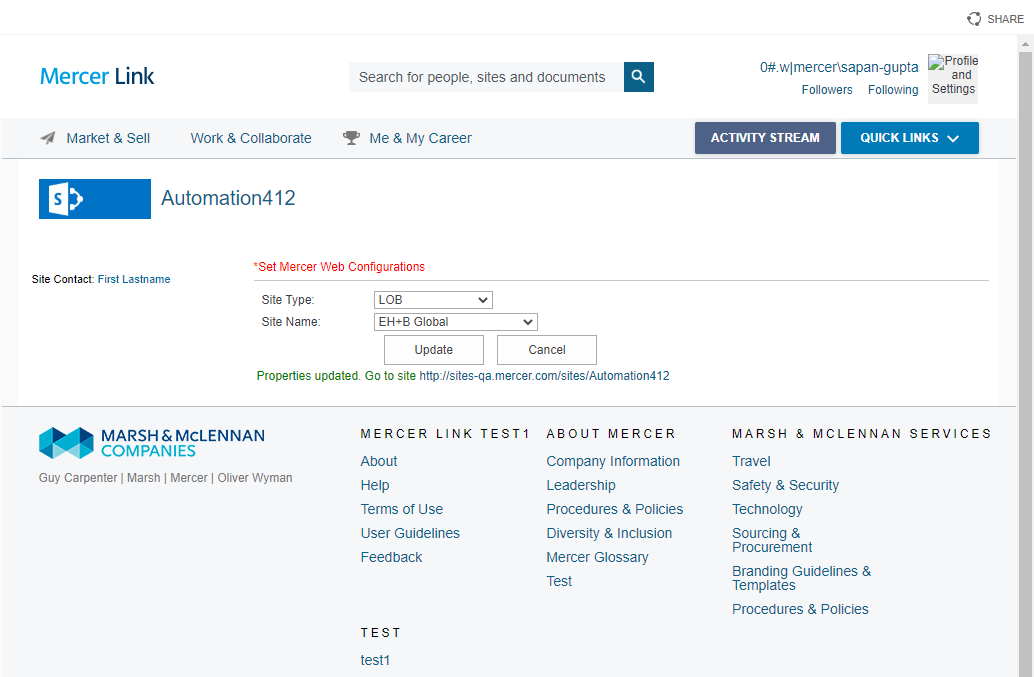 SHARE
Mercer Link
Search for people, sites and documents
0#.w|mercer\sapan-gupta
Followers Following
Profile and Settings
Market & Sell Work & Collaborate Me & My Career ACTIVITY STREAM QUICK LINKS
S
Automation412
*Set Mercer Web Configurations
Site Contact: First Lastname
Site Type: LOB
Site Name: EH+B Global
Update Cancel
Properties updated. Go to site http://sites-qa.mercer.com/sites/Automation412
MARSH & McLENNAN
COMPANIES
Guy Carpenter | Marsh | Mercer | Oliver Wyman
MERCER LINK TEST1
About
Help
Terms of Use
User Guidelines
Feedback
ABOUT MERCER
Company Information
Leadership
Procedures & Policies
Diversity & Inclusion
Mercer Glossary
Test
MARSH & MCLENNAN SERVICES
Travel
Safety & Security
Technology
Sourcing &
Procurement
Branding Guidelines &
Templates
Procedures & Policies
TEST
test1